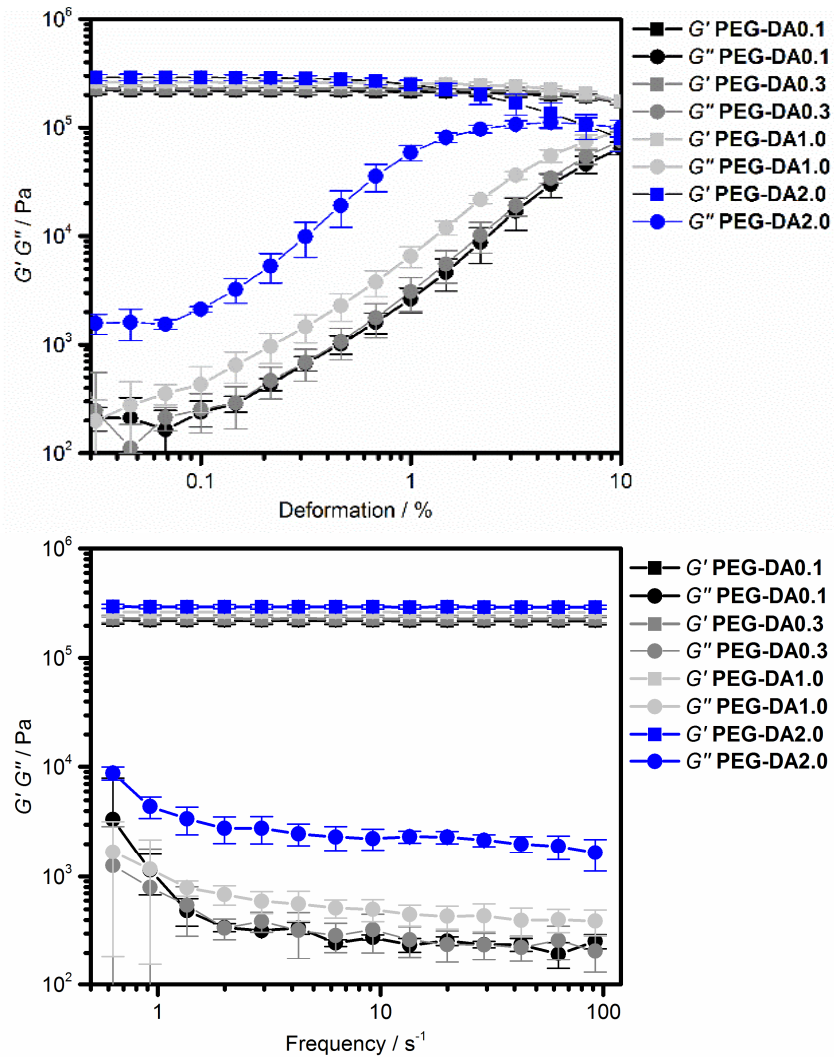 10⁶
10⁵
10⁴
10³
10²
G' G'' / Pa
0.1
1
10
Deformation / %
G' PEG-DA0.1
G'' PEG-DA0.1
G' PEG-DA0.3
G'' PEG-DA0.3
G' PEG-DA1.0
G'' PEG-DA1.0
G' PEG-DA2.0
G'' PEG-DA2.0
10⁶
10⁵
10⁴
10³
10²
G' G'' / Pa
1
10
100
Frequency / s⁻¹
G' PEG-DA0.1
G'' PEG-DA0.1
G' PEG-DA0.3
G'' PEG-DA0.3
G' PEG-DA1.0
G'' PEG-DA1.0
G' PEG-DA2.0
G'' PEG-DA2.0